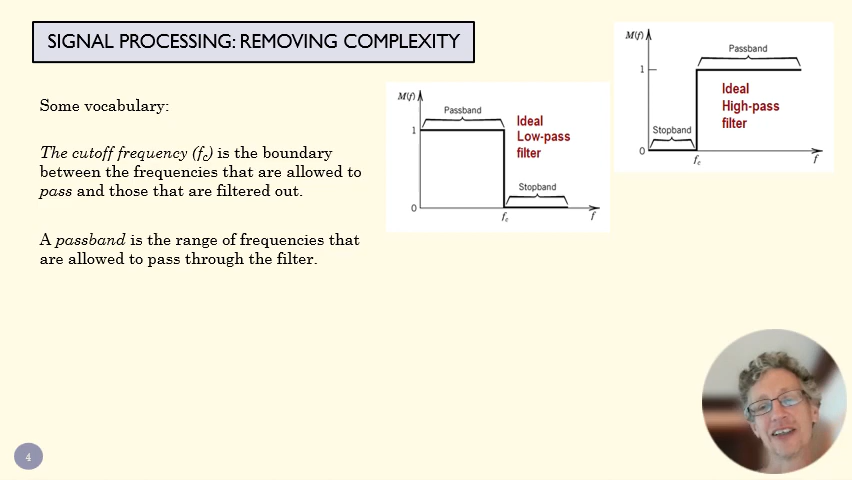 SIGNAL PROCESSING: REMOVING COMPLEXITY
Some vocabulary:
The cutoff frequency (fc) is the boundary
between the frequencies that are allowed to
pass and those that are filtered out.
A passband is the range of frequencies that
are allowed to pass through the filter.
M(f)
Passband
1
Ideal
Low-pass
filter
Stopband
0
fc
f
M(f)
Passband
1
Ideal
High-pass
filter
Stopband
0
fc
f
4